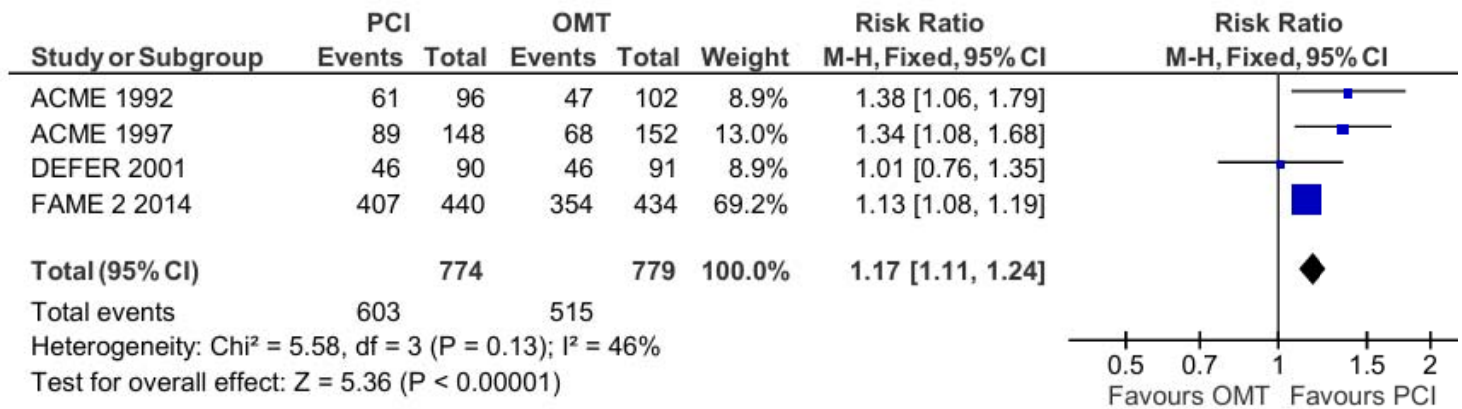 PCI OMT Risk Ratio Risk Ratio
Study or Subgroup Events Total Events Total Weight M-H, Fixed, 95% CI M-H, Fixed, 95% CI
ACME 1992 61 96 47 102 8.9% 1.38 [1.06, 1.79]
ACME 1997 89 148 68 152 13.0% 1.34 [1.08, 1.68]
DEFER 2001 46 90 46 91 8.9% 1.01 [0.76, 1.35]
FAME 2 2014 407 440 354 434 69.2% 1.13 [1.08, 1.19]
Total (95% CI) 774 779 100.0% 1.17 [1.11, 1.24]
Total events 603 515
Heterogeneity: Chi² = 5.58, df = 3 (P = 0.13); I² = 46%
Test for overall effect: Z = 5.36 (P < 0.00001)
0.5 0.7 1 1.5 2
Favours OMT Favours PCI